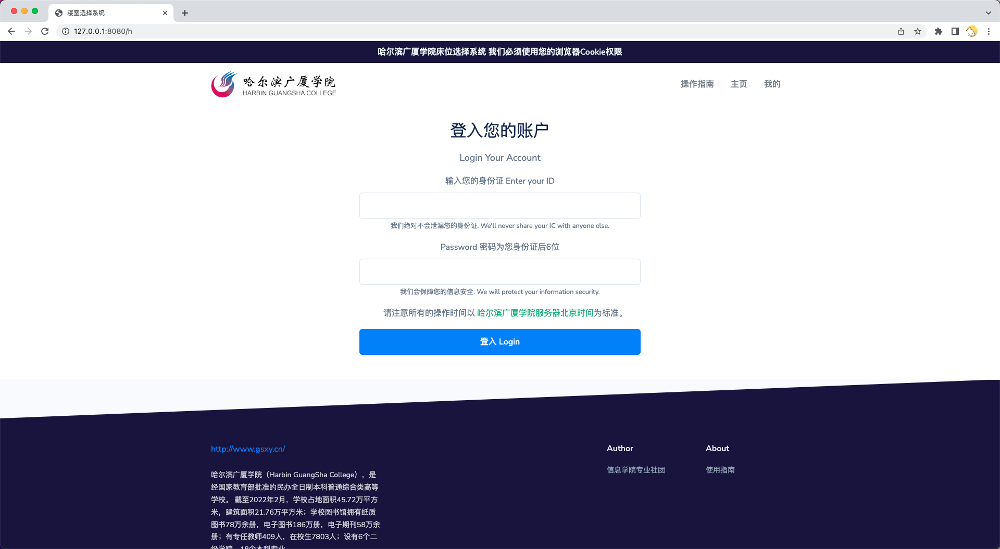 寝室选择系统
127.0.0.1:8080/h
哈尔滨广厦学院床位选择系统 我们必须使用您的浏览器Cookie权限
哈尔滨广厦学院
HARBIN GUANGSHA COLLEGE
操作指南 主页 我的
登入您的账户
Login Your Account
输入您的身份证 Enter your ID
我们绝对不会泄漏您的身份证. We'll never share your IC with anyone else.
Password 密码为您身份证后6位
我们会保障您的信息安全. We will protect your information security.
请注意所有的操作时间以 哈尔滨广厦学院服务器北京时间为标准。
登入 Login
http://www.gsxy.cn/
哈尔滨广厦学院（Harbin GuangSha College），是
经国家教育部批准的民办全日制本科普通综合类高等
学校。 截至2022年2月，学校占地面积45.72万平方
米，建筑面积21.76万平方米；学校图书馆拥有纸质
图书78万余册，电子图书186万册，电子期刊58万余
册；有专任教师409人，在校生7803人；设有6个二
级学院，18个本科专业
Author
信息学院专业社团
About
使用指南